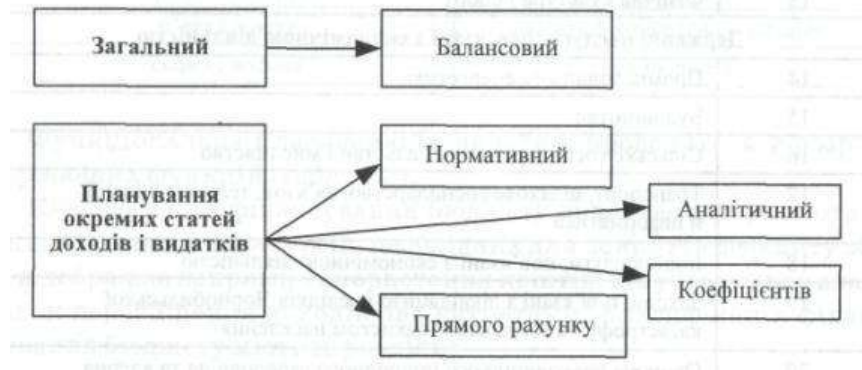 Загальний
Балансовий
Нормативний
Планування
окремих статей
доходів і видатків
Аналітичний
Коефіцієнтів
Прямого рахунку